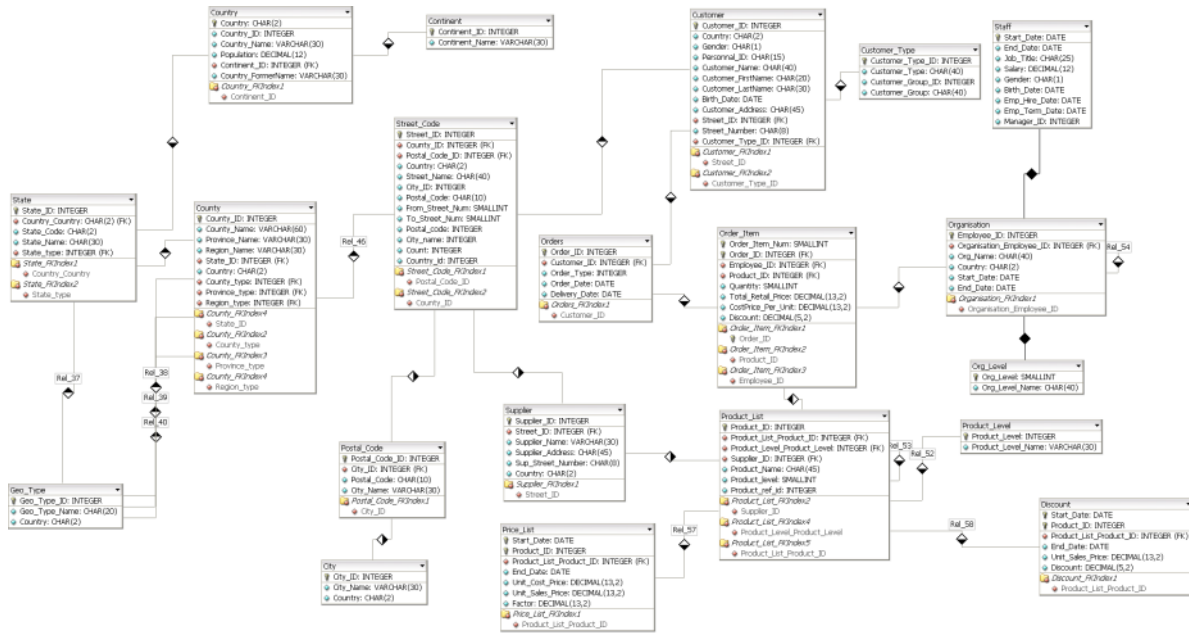 Country
Country: CHAR(2)
Country_ID: INTEGER
Country_Name: VARCHAR(30)
Population: DECIMAL(12)
Continent_ID: INTEGER (FK)
Country_FormerName: VARCHAR(30)
Country_FKIndex1
Continent_ID
Continent
Continent_ID: INTEGER
Continent_Name: VARCHAR(30)
Customer
Customer_ID: INTEGER
Country: CHAR(2)
Gender: CHAR(1)
Personnal_ID: CHAR(15)
Customer_Name: CHAR(40)
Customer_FirstName: CHAR(20)
Customer_LastName: CHAR(30)
Birth_Date: DATE
Customer_Address: CHAR(45)
Street_ID: INTEGER (FK)
Street_Number: CHAR(8)
Customer_Type_ID: INTEGER (FK)
Customer_FKIndex1
Street_ID
Customer_FKIndex2
Customer_Type_ID
Customer_Type
Customer_Type_ID: INTEGER
Customer_Type: CHAR(40)
Customer_Group_ID: INTEGER
Customer_Group: CHAR(40)
Staff
Start_Date: DATE
End_Date: DATE
Job_Title: CHAR(25)
Salary: DECIMAL(12)
Gender: CHAR(1)
Birth_Date: DATE
Emp_Hire_Date: DATE
Emp_Term_Date: DATE
Manager_ID: INTEGER
Street_Code
Street_ID: INTEGER
County_ID: INTEGER (FK)
Postal_Code_ID: INTEGER (FK)
Country: CHAR(2)
Street_Name: CHAR(40)
City_ID: INTEGER
Postal_Code: CHAR(10)
From_Street_Num: SMALLINT
To_Street_Num: SMALLINT
Postal_code: INTEGER
City_name: INTEGER
Count: INTEGER
Country_id: INTEGER
Street_Code_FKIndex1
Postal_Code_ID
Street_Code_FKIndex2
County_ID
State
State_ID: INTEGER
Country_Country: CHAR(2) (FK)
State_Code: CHAR(2)
State_Name: CHAR(30)
State_type: INTEGER (FK)
State_FKIndex1
Country_Country
State_FKIndex2
State_type
County
County_ID: INTEGER
County_Name: VARCHAR(60)
Province_Name: VARCHAR(30)
Region_Name: VARCHAR(30)
State_ID: INTEGER (FK)
Country: CHAR(2)
County_type: INTEGER (FK)
Province_type: INTEGER (FK)
Region_type: INTEGER (FK)
County_FKIndex4
State_ID
County_FKIndex2
County_type
County_FKIndex3
Province_type
County_FKIndex4
Region_type
Rel_46
Orders
Order_ID: INTEGER
Customer_ID: INTEGER (FK)
Order_Type: INTEGER
Order_Date: DATE
Delivery_Date: DATE
Orders_FKIndex1
Customer_ID
Order_Item
Order_Item_Num: SMALLINT
Order_ID: INTEGER (FK)
Employee_ID: INTEGER (FK)
Product_ID: INTEGER (FK)
Quantity: SMALLINT
Total_Retail_Price: DECIMAL(13,2)
CostPrice_Per_Unit: DECIMAL(13,2)
Discount: DECIMAL(5,2)
Order_Item_FKIndex1
Order_ID
Order_Item_FKIndex2
Product_ID
Order_Item_FKIndex3
Employee_ID
Organisation
Employee_ID: INTEGER
Organisation_Employee_ID: INTEGER (FK)
Org_Name: CHAR(40)
Country: CHAR(2)
Start_Date: DATE
End_Date: DATE
Organisation_FKIndex1
Organisation_Employee_ID
Rel_54
Org_Level
Org_Level: SMALLINT
Org_Level_Name: CHAR(40)
Rel_37
Rel_38
Rel_39
Rel_40
Geo_Type
Geo_Type_ID: INTEGER
Geo_Type_Name: CHAR(20)
Country: CHAR(2)
Postal_Code
Postal_Code_ID: INTEGER
City_ID: INTEGER (FK)
Postal_Code: CHAR(10)
City_Name: VARCHAR(30)
Postal_Code_FKIndex1
City_ID
City
City_ID: INTEGER
City_Name: VARCHAR(30)
Country: CHAR(2)
Supplier
Supplier_ID: INTEGER
Street_ID: INTEGER (FK)
Supplier_Name: VARCHAR(30)
Supplier_Address: CHAR(45)
Sup_Street_Number: CHAR(8)
Country: CHAR(2)
Supplier_FKIndex1
Street_ID
Product_List
Product_ID: INTEGER
Product_List_Product_ID: INTEGER (FK)
Product_Level_Product_Level: INTEGER (FK)
Supplier_ID: INTEGER (FK)
Product_Name: CHAR(45)
Product_level: SMALLINT
Product_ref_id: INTEGER
Product_List_FKIndex2
Supplier_ID
Product_List_FKIndex4
Product_Level_Product_Level
Product_List_FKIndex5
Product_List_Product_ID
Rel_53
Rel_52
Product_Level
Product_Level: INTEGER
Product_Level_Name: VARCHAR(30)
Price_List
Start_Date: DATE
Product_ID: INTEGER
Product_List_Product_ID: INTEGER (FK)
End_Date: DATE
Unit_Cost_Price: DECIMAL(13,2)
Unit_Sales_Price: DECIMAL(13,2)
Factor: DECIMAL(13,2)
Price_List_FKIndex1
Product_List_Product_ID
Rel_57
Rel_58
Discount
Start_Date: DATE
Product_ID: INTEGER
Product_List_Product_ID: INTEGER (FK)
End_Date: DATE
Unit_Sales_Price: DECIMAL(13,2)
Discount: DECIMAL(5,2)
Discount_FKIndex1
Product_List_Product_ID